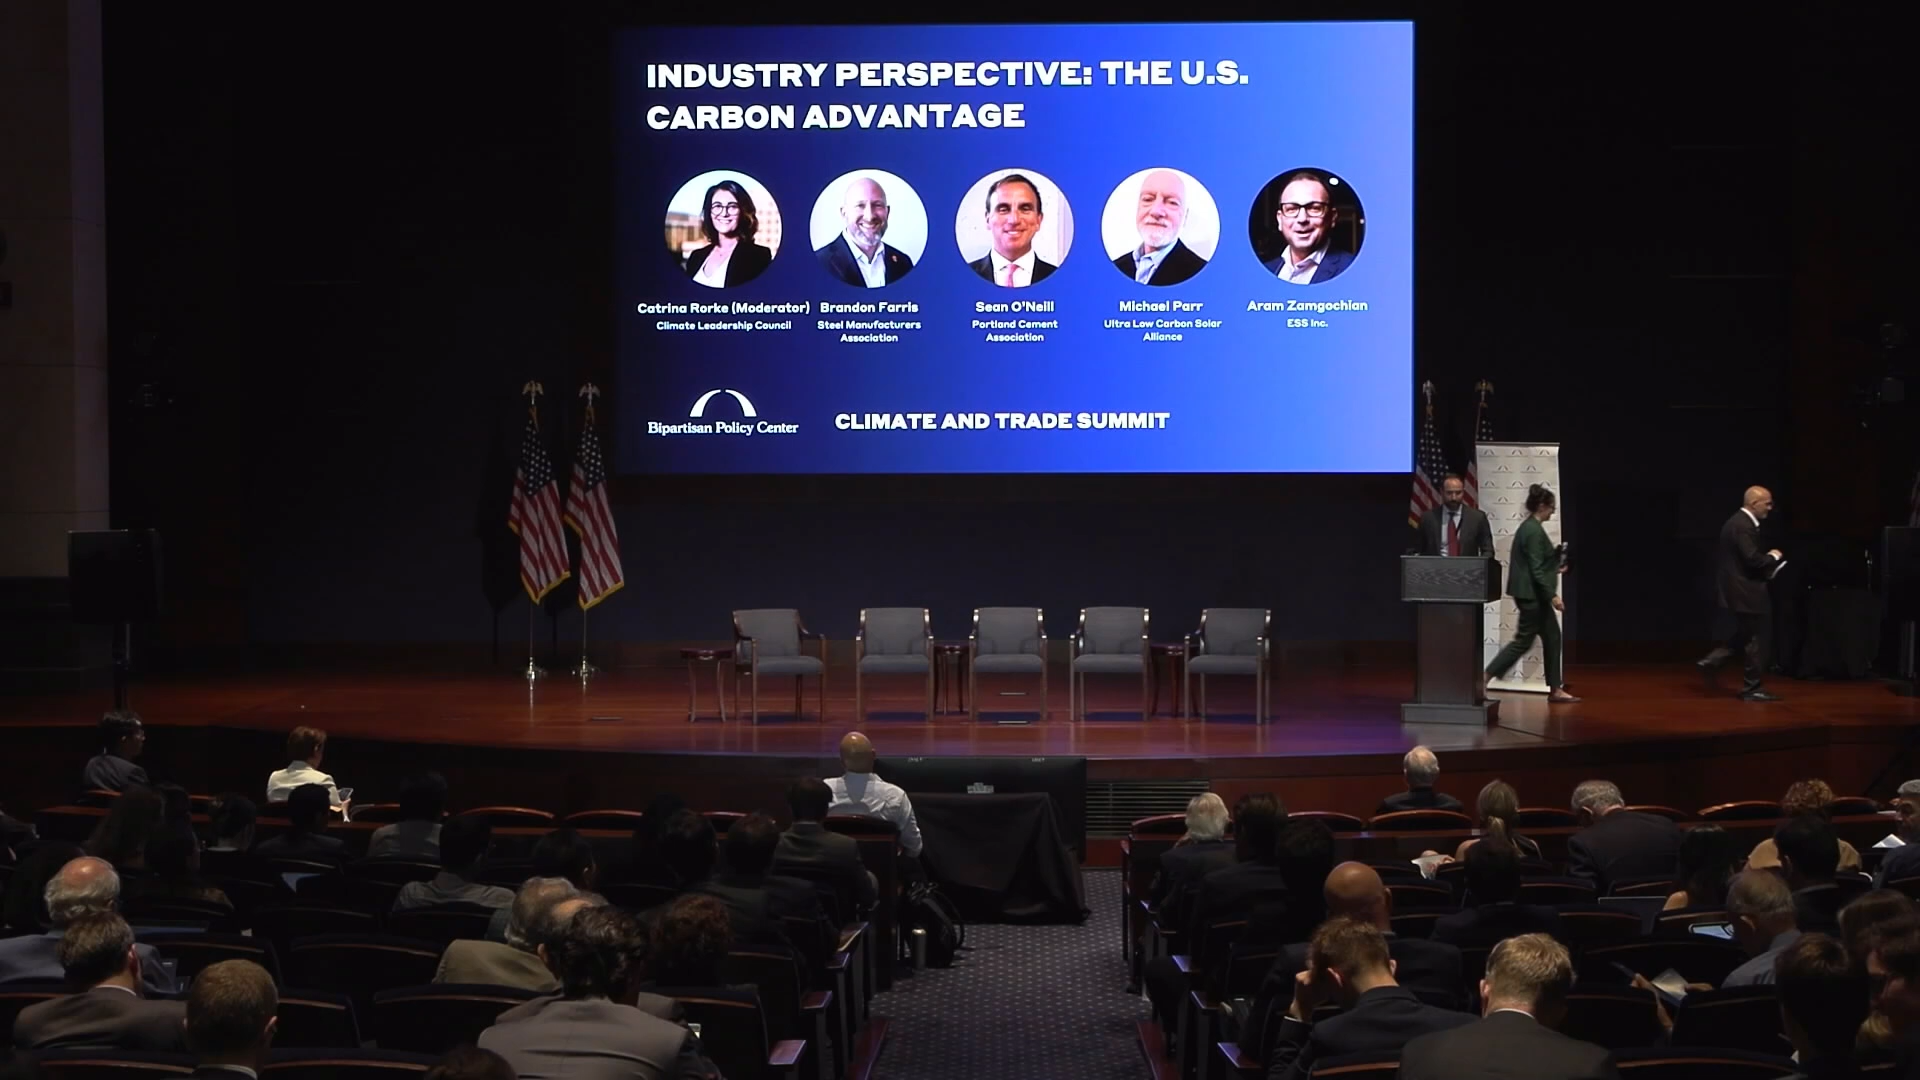 INDUSTRY PERSPECTIVE: THE U.S.
CARBON ADVANTAGE
Catrina Rorke (Moderator)
Climate Leadership Council
Brandon Farris
Steel Manufacturers
Association
Sean O'Neill
Portland Cement
Association
Michael Parr
Ultra Low Carbon Solar
Alliance
Aram Zamgochian
ESS Inc.
Bipartisan Policy Center
CLIMATE AND TRADE SUMMIT